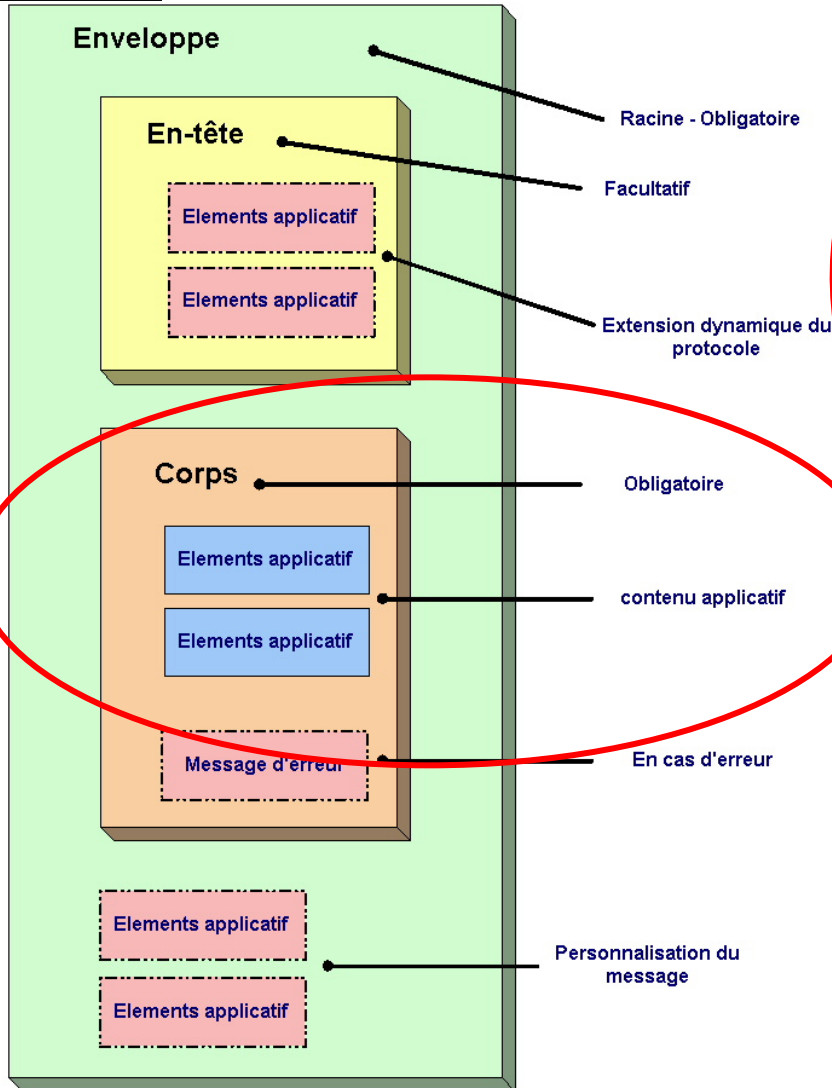 Enveloppe
Racine - Obligatoire
En-tête
Facultatif
Elements applicatif
Elements applicatif
Extension dynamique du
protocole
Corps
Obligatoire
Elements applicatif
contenu applicatif
Elements applicatif
Message d'erreur
En cas d'erreur
Elements applicatif
Personnalisation du
message
Elements applicatif